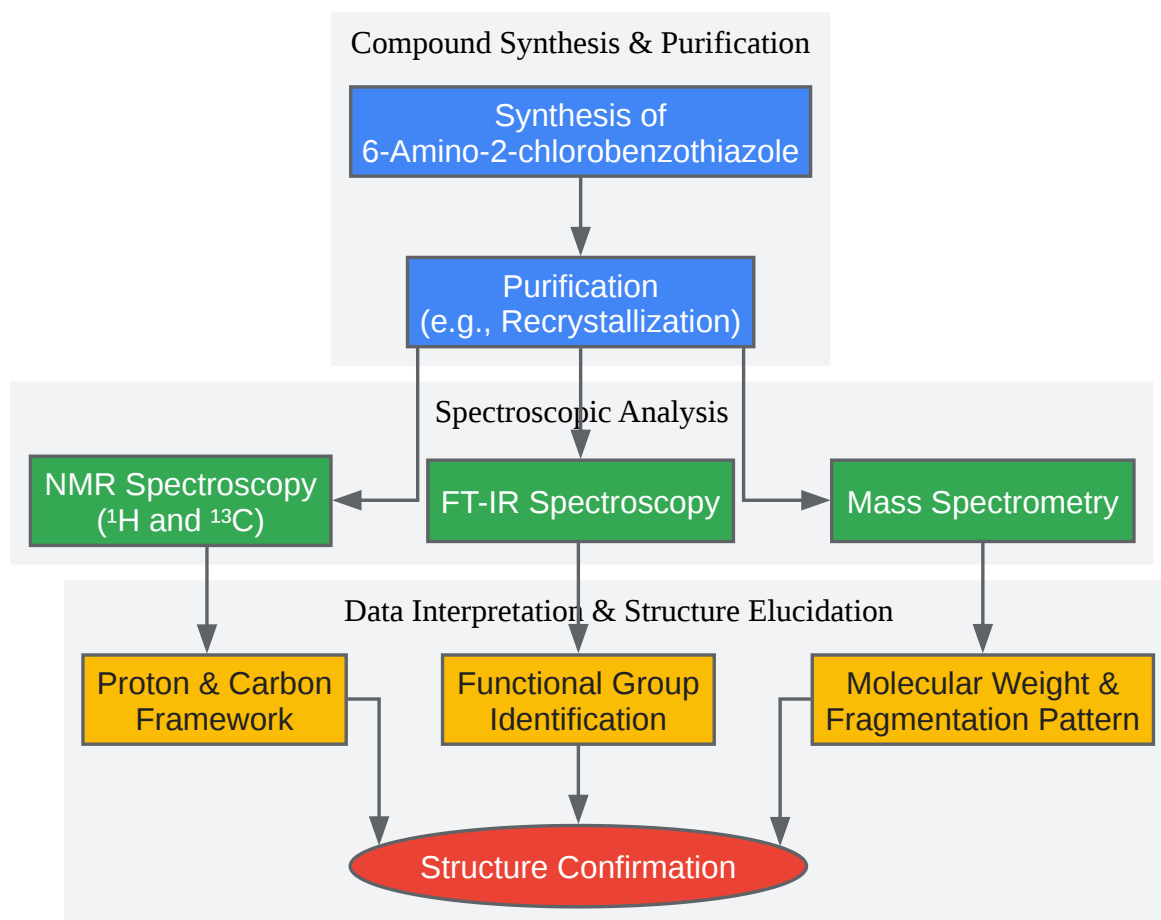 Compound Synthesis & Purification
Synthesis of
6-Amino-2-chlorobenzothiazole
Purification
(e.g., Recrystallization)
Spectroscopic Analysis
NMR Spectroscopy
(¹H and ¹³C)
FT-IR Spectroscopy
Mass Spectrometry
Data Interpretation & Structure Elucidation
Proton & Carbon
Framework
Functional Group
Identification
Molecular Weight &
Fragmentation Pattern
Structure Confirmation